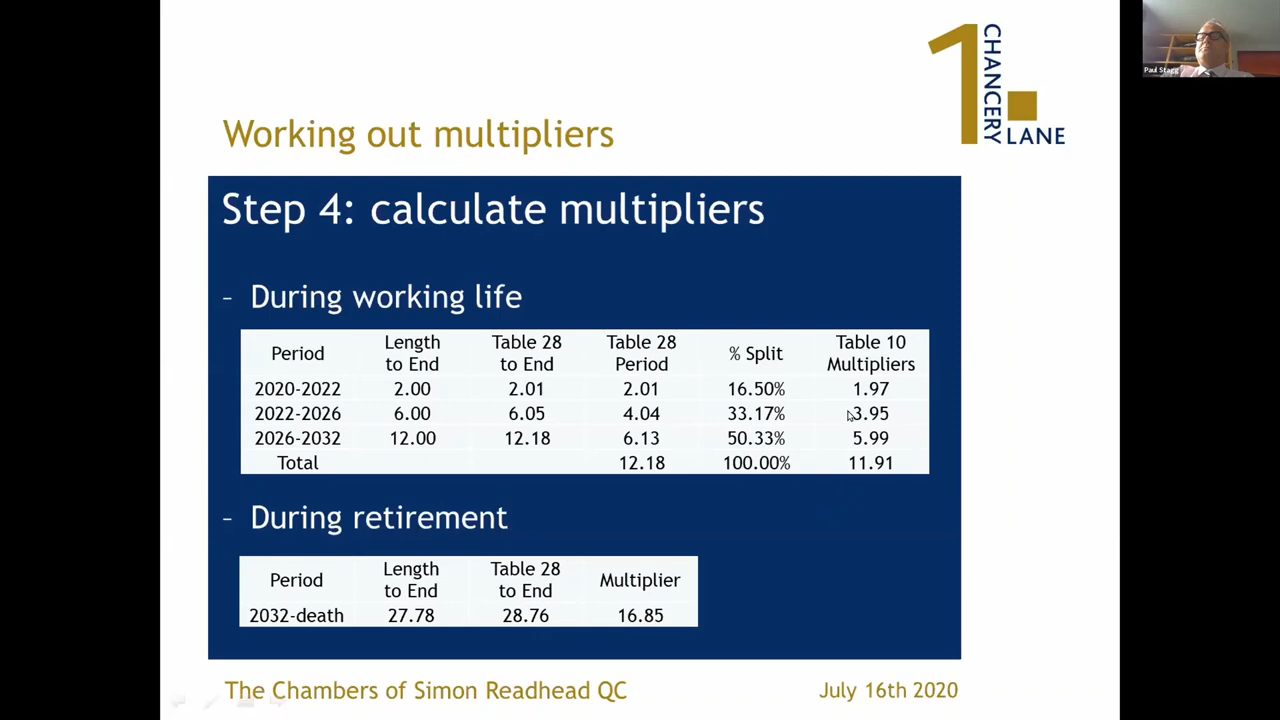 1 CHANCERY LANE
Paul Stagg
Working out multipliers
Step 4: calculate multipliers
– During working life
Period Length to End Table 28 to End Table 28 Period % Split Table 10 Multipliers
2020-2022 2.00 2.01 2.01 16.50% 1.97
2022-2026 6.00 6.05 4.04 33.17% 3.95
2026-2032 12.00 12.18 6.13 50.33% 5.99
Total 12.18 100.00% 11.91
– During retirement
Period Length to End Table 28 to End Multiplier
2032-death 27.78 28.76 16.85
The Chambers of Simon Readhead QC
July 16th 2020